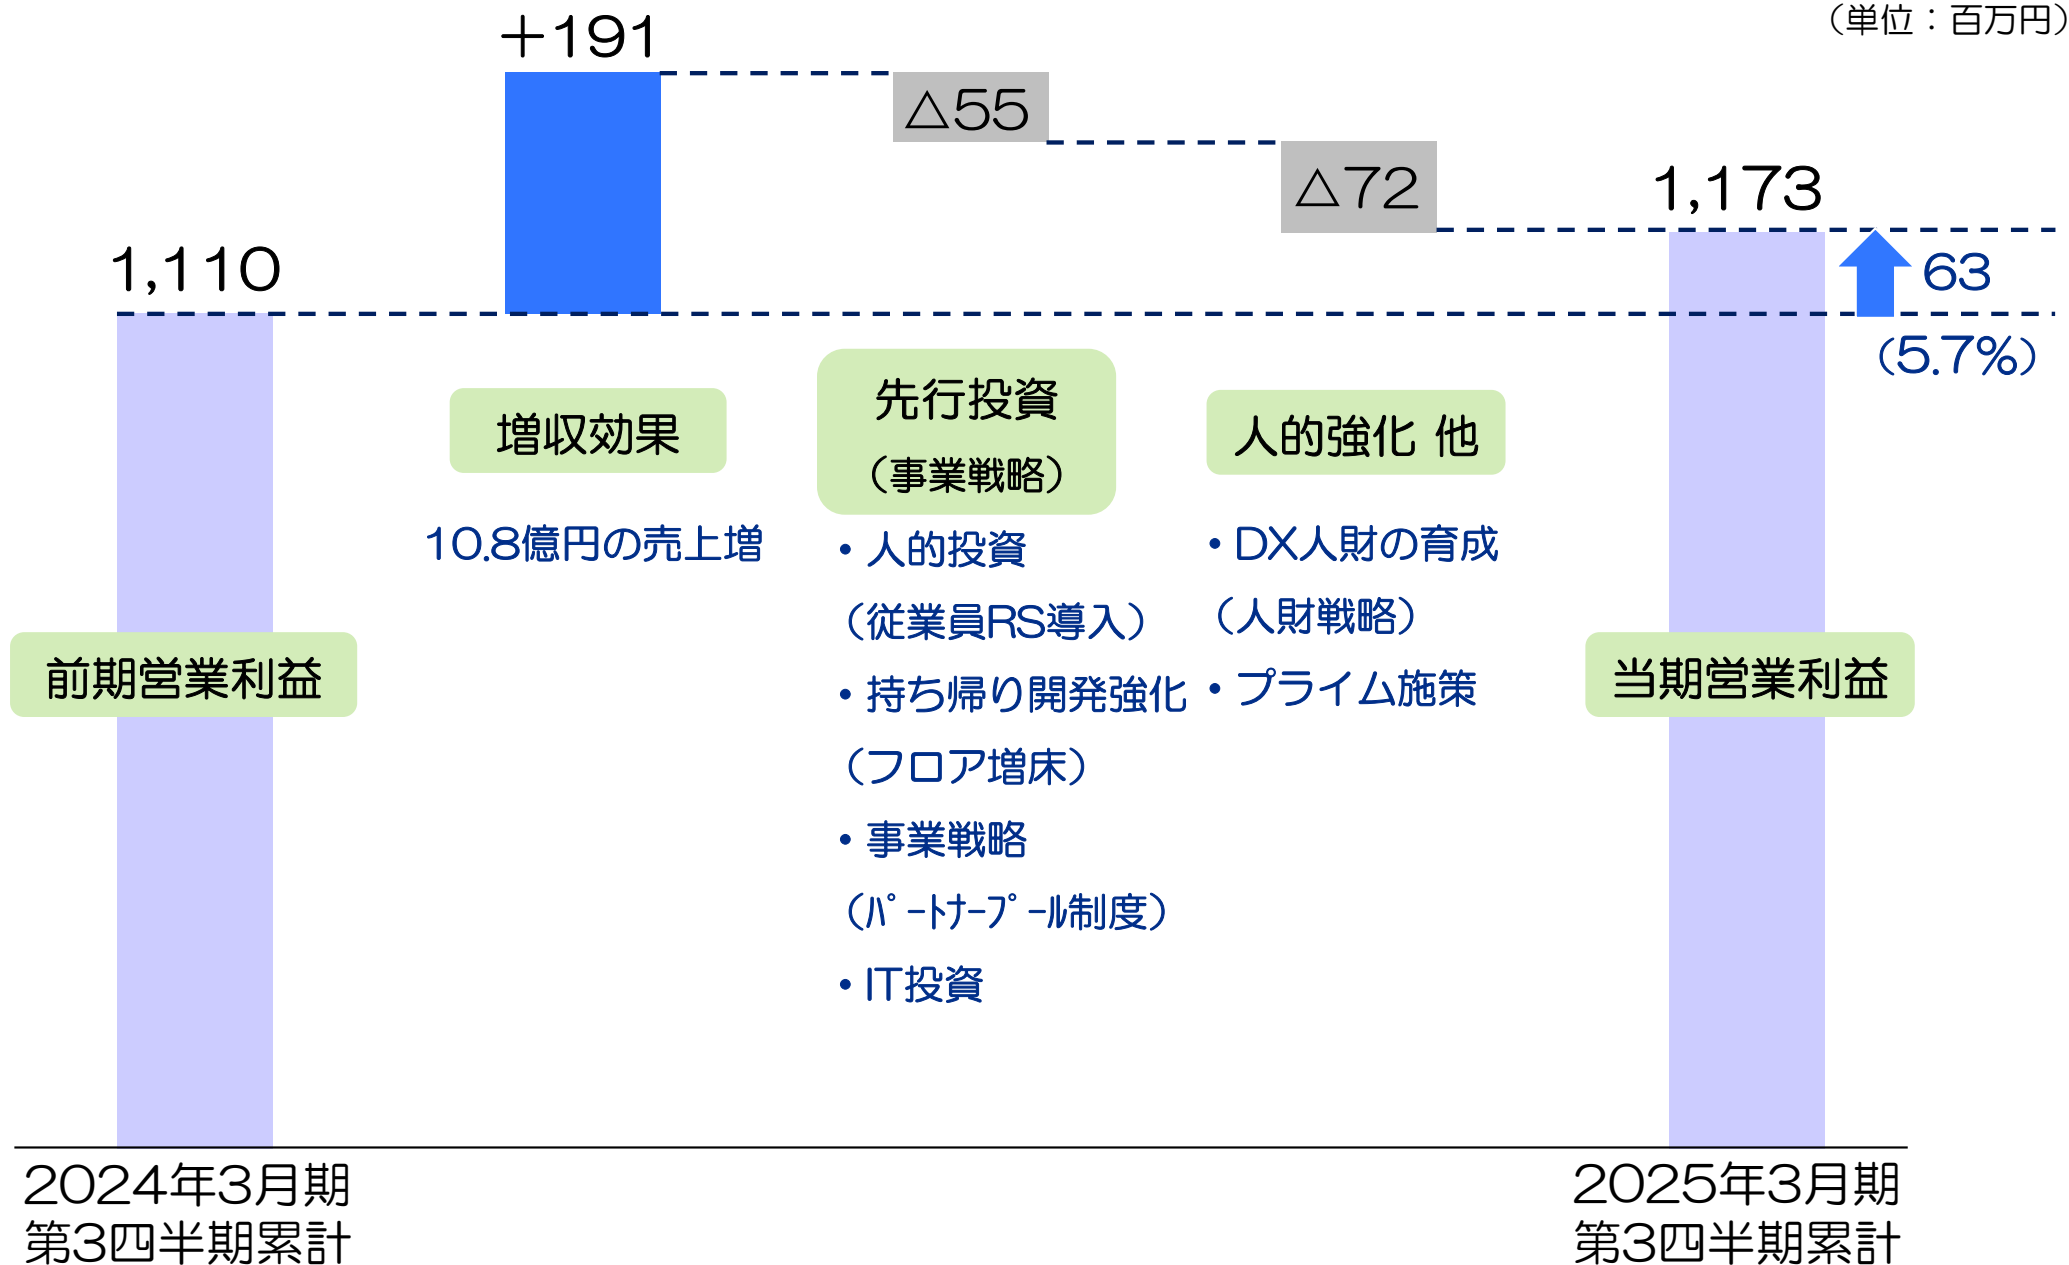 （単位：百万円）
＋191
△55
△72
1,173
1,110
63
（5.7%）
増収効果
10.8億円の売上増
先行投資
（事業戦略）
・人的投資
（従業員RS導入）
・持ち帰り開発強化
（フロア増床）
・事業戦略
（ﾊﾟｰﾄﾅｰﾌﾟｰﾙ制度）
・IT投資
人的強化 他
・DX人財の育成
（人財戦略）
・プライム施策
前期営業利益
当期営業利益
2024年3月期
第3四半期累計
2025年3月期
第3四半期累計